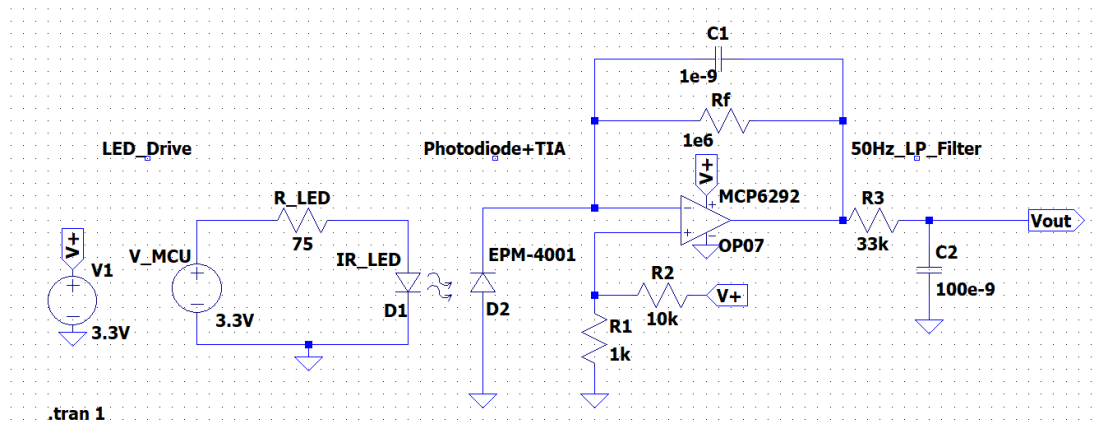 C1
1e-9
Rf
1e6
LED_Drive
Photodiode+TIA
50Hz_LP_Filter
V+
MCP6292
R_LED
75
R3
33k
Vout
V+
V1
3.3V
V_MCU
3.3V
IR_LED
D1
EPM-4001
D2
OP07
R2
10k
V+
C2
100e-9
R1
1k
.tran 1